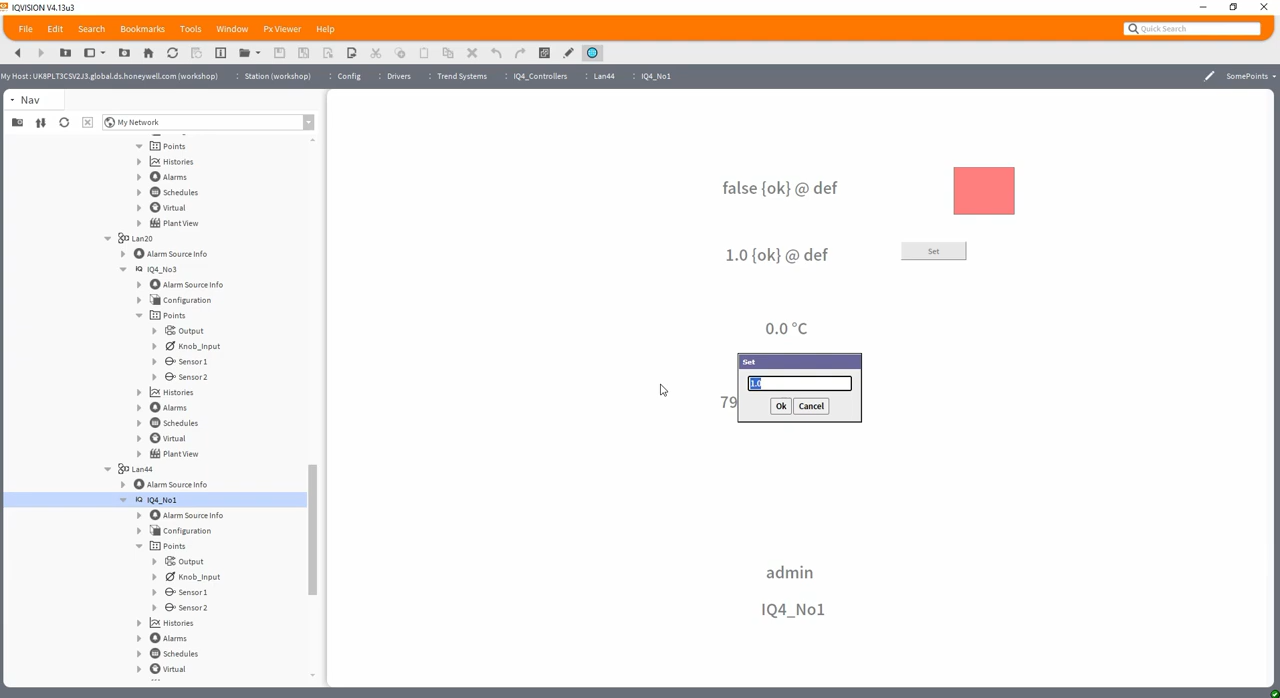 IQVISION V4.13u3
File Edit Search Bookmarks Tools Window Px Viewer Help
Quick Search
My Host : UK8PLT3CSV2J3.global.ds.honeywell.com (workshop) : Station (workshop) : Config : Drivers : Trend Systems : IQ4_Controllers : Lan44 : IQ4_No1 SomePoints
Nav
My Network
Points
Histories
Alarms
Schedules
Virtual
Plant View
Lan20
Alarm Source Info
IQ IQ4_No3
Alarm Source Info
Configuration
Points
Output
Knob_Input
Sensor 1
Sensor 2
Histories
Alarms
Schedules
Virtual
Plant View
Lan44
Alarm Source Info
IQ IQ4_No1
Alarm Source Info
Configuration
Points
Output
Knob_Input
Sensor 1
Sensor 2
Histories
Alarms
Schedules
Virtual
false {ok} @ def
1.0 {ok} @ def Set
0.0 °C
Set
1.0
79
Ok Cancel
admin
IQ4_No1